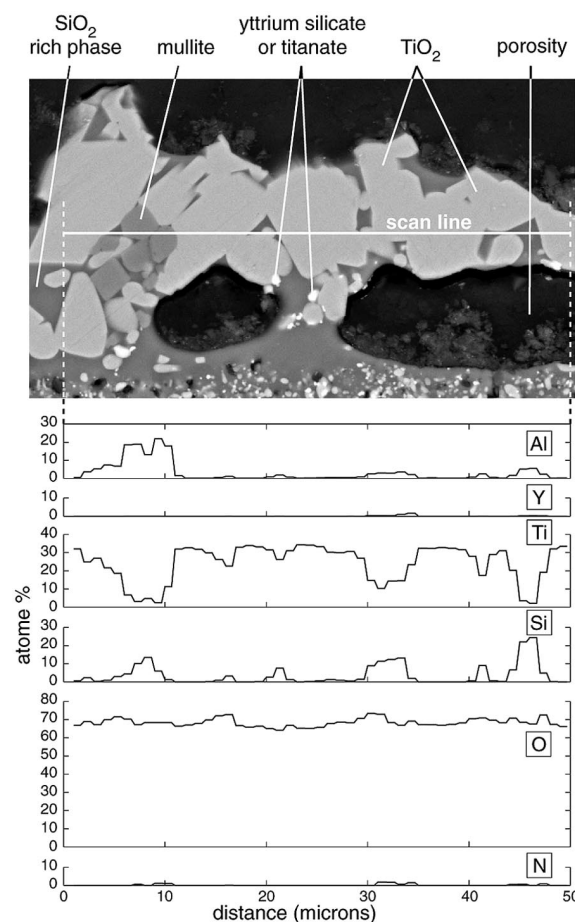 SiO2
rich phase
mullite
yttrium silicate
or titanate
TiO2
porosity
scan line
atome %
30
20
10
0
Al
10
0
Y
40
30
20
10
0
Ti
30
20
10
0
Si
80
70
60
50
40
30
20
10
0
O
10
0
N
0 10 20 30 40 50
distance (microns)